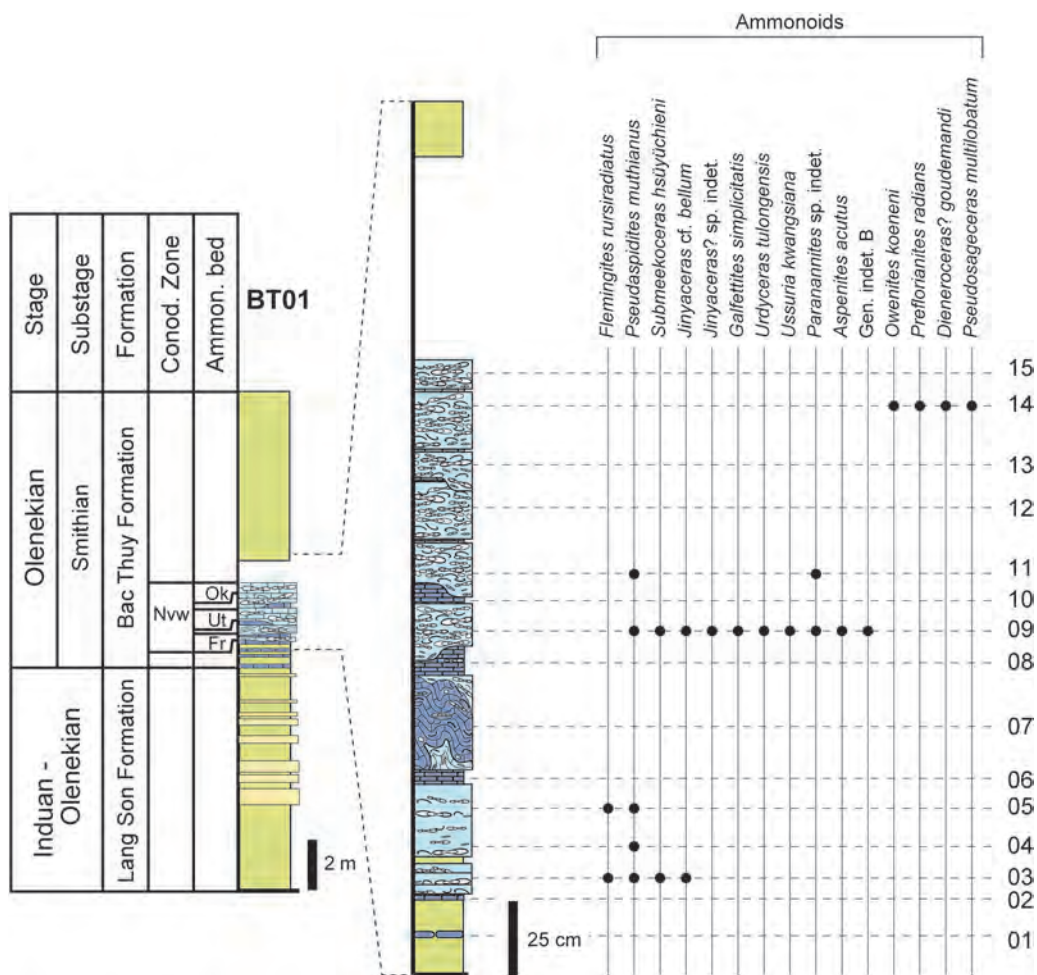 Ammonoids
Flemingites rursiradiatus
Pseudaspidites muthianus
Submeekoceras hsüyüchieni
Jinyaceras cf. bellum
Jinyaceras? sp. indet.
Galfettites simplicitatis
Urdyceras tulongensis
Ussuria kwangsiana
Paranannites sp. indet.
Aspenites acutus
Gen. indet. B
Owenites koeneni
Preflorianites radians
Dieneroceras? goudemandi
Pseudosageceras multilobatum
Stage
Substage
Formation
Conod. Zone
Ammon. bed
BT01
Olenekian
Smithian
Bac Thuy Formation
Nvw
Ok
Ut
Fr
Induan -
Olenekian
Lang Son Formation
2 m
25 cm
15
14
13
12
11
10
09
08
07
06
05
04
03
02
01